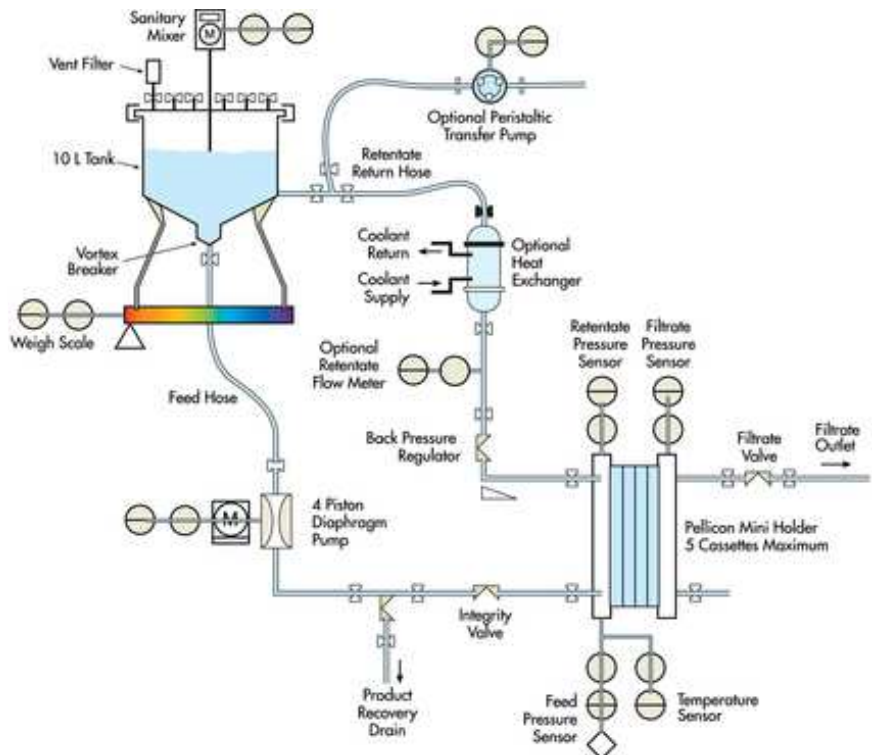 Sanitary
Mixer
M
Vent Filter
Optional Peristaltic
Transfer Pump
10 L Tank
Retentate
Return Hose
Vortex
Breaker
Coolant
Return
Optional
Heat
Exchanger
Coolant
Supply
Weigh Scale
Optional
Retentate
Flow Meter
Retentate
Pressure
Sensor
Filtrate
Pressure
Sensor
Feed Hose
Back Pressure
Regulator
Filtrate
Valve
Filtrate
Outlet
M
4 Piston
Diaphragm
Pump
Pellicon Mini Holder
5 Cassettes Maximum
Integrity
Valve
Product
Recovery
Drain
Feed
Pressure
Sensor
Temperature
Sensor